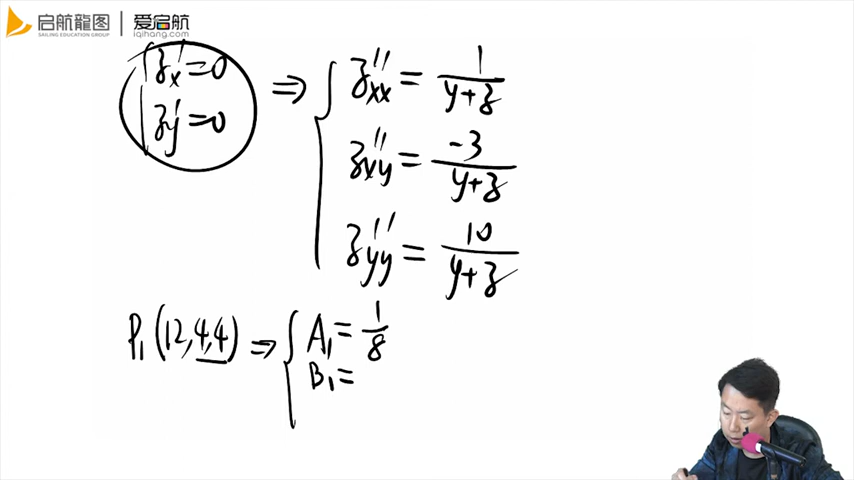 启航龍图 爱启航
SAILING EDUCATION GROUP iqihang.com
z'x=0
z'y=0
⇒
z''xx = 1/(y+z)
z''xy = -3/(y+z)
z''yy = 10/(y+z)
P₁(12,4,4) ⇒ { A₁ = 1/8
B₁ =